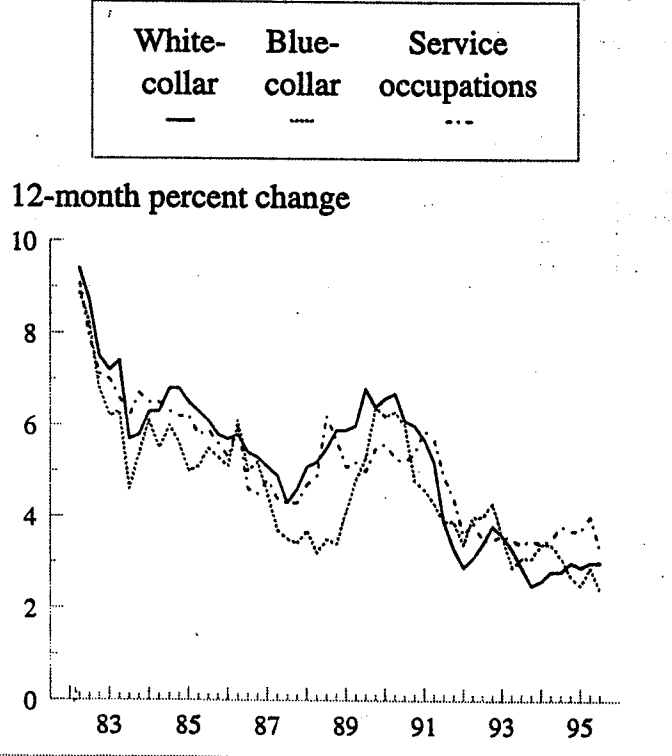 White- Blue- Service
collar collar occupations
12-month percent change
10
8
6
4
2
0
83 85 87 89 91 93 95